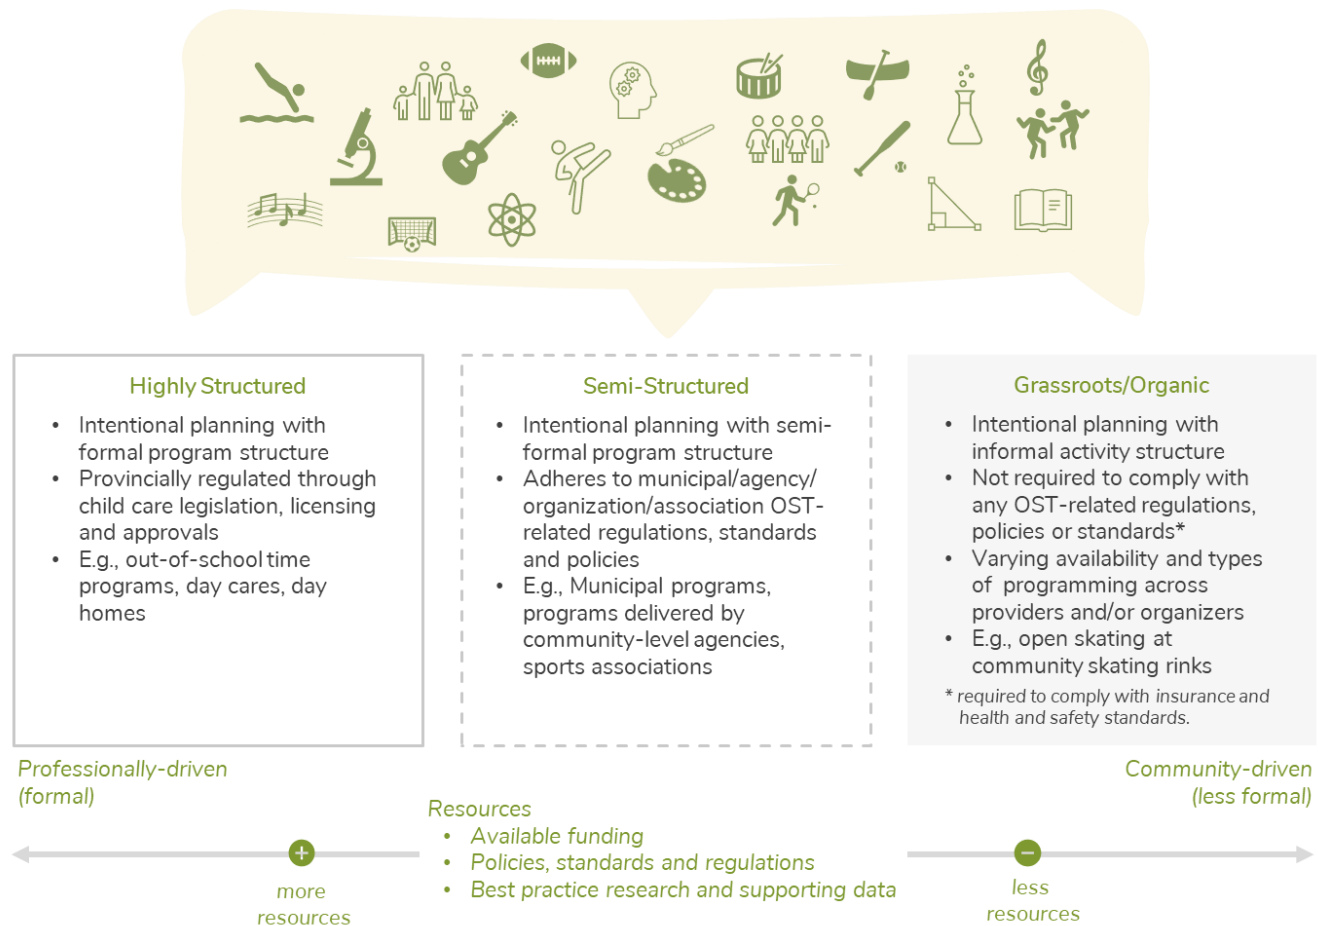 Highly Structured
• Intentional planning with
formal program structure
• Provincially regulated through
child care legislation, licensing
and approvals
• E.g., out-of-school time
programs, day cares, day
homes
Semi-Structured
• Intentional planning with semi-
formal program structure
• Adheres to municipal/agency/
organization/association OST-
related regulations, standards
and policies
• E.g., Municipal programs,
programs delivered by
community-level agencies,
sports associations
Grassroots/Organic
• Intentional planning with
informal activity structure
• Not required to comply with
any OST-related regulations,
policies or standards*
• Varying availability and types
of programming across
providers and/or organizers
• E.g., open skating at
community skating rinks
* required to comply with insurance and
health and safety standards.
Professionally-driven
(formal)
Community-driven
(less formal)
Resources
• Available funding
• Policies, standards and regulations
• Best practice research and supporting data
+
more
resources
−
less
resources